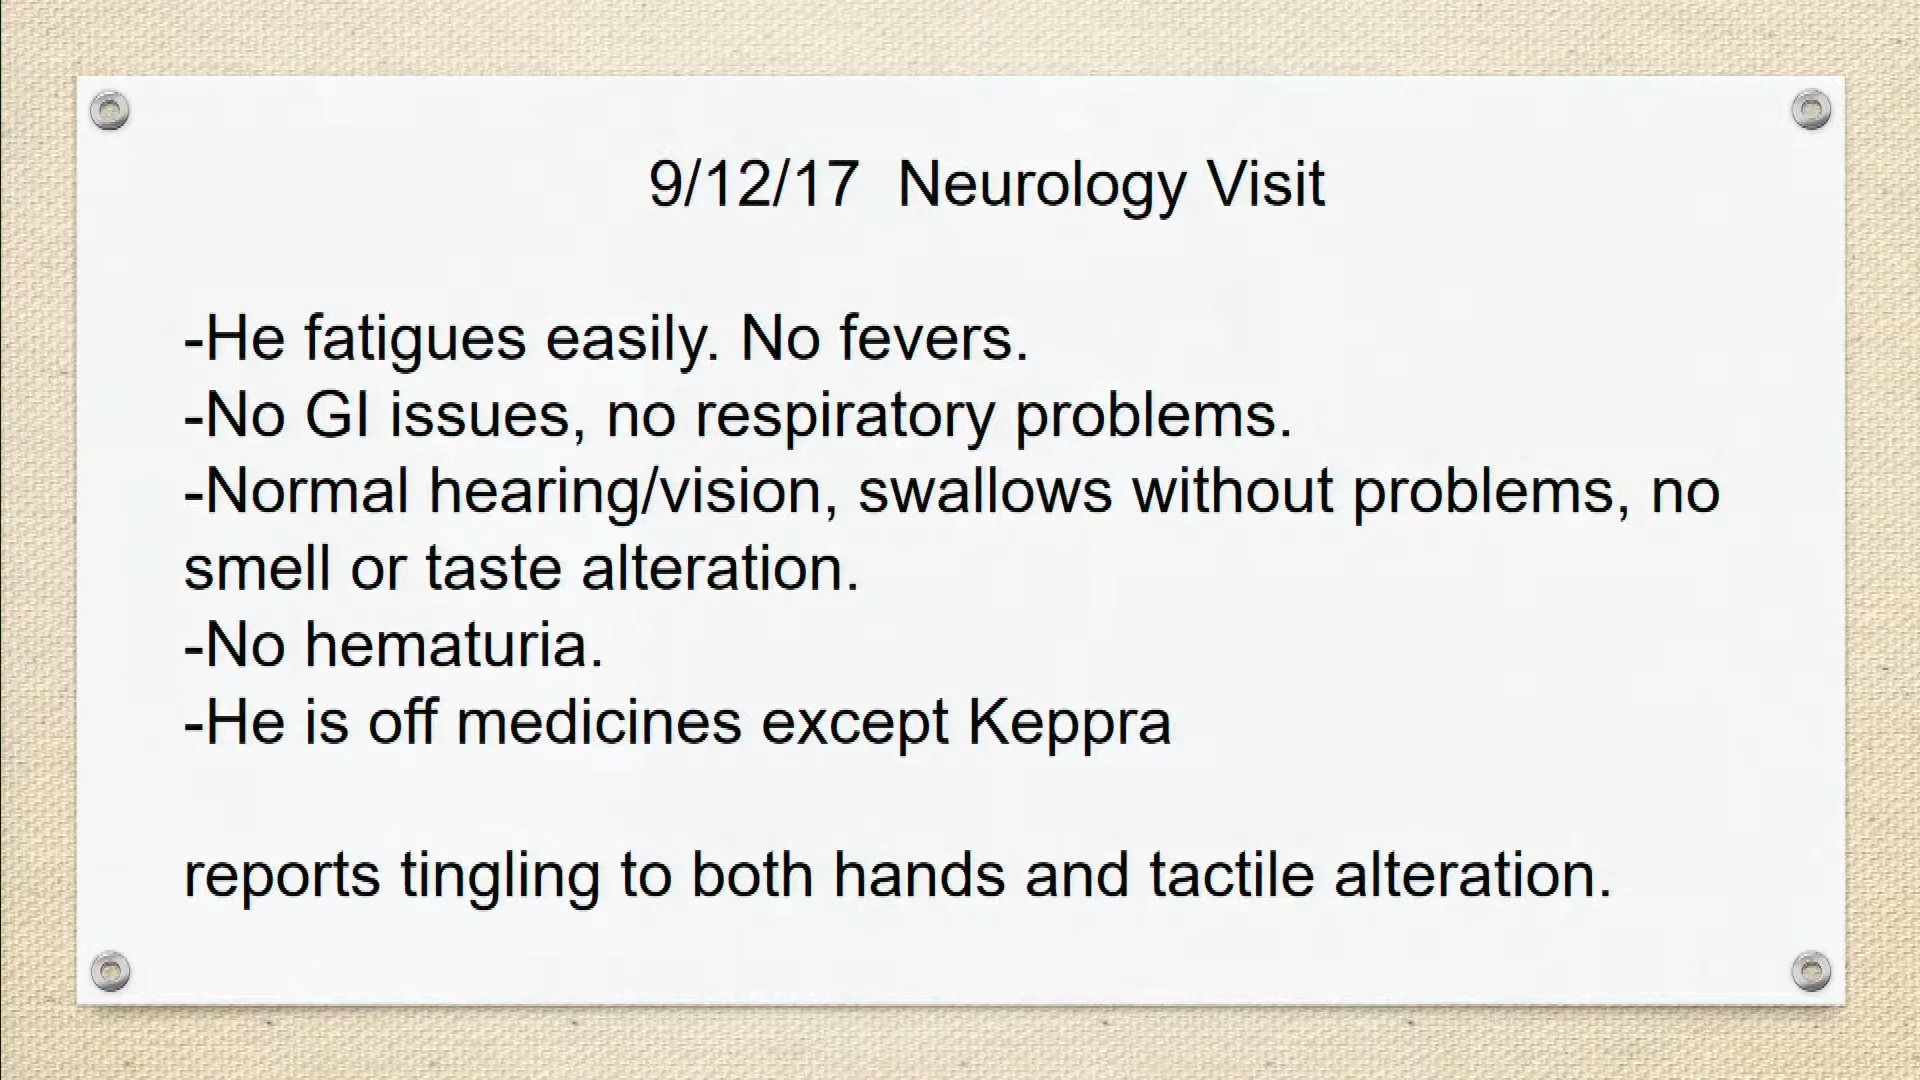 9/12/17  Neurology Visit
-He fatigues easily. No fevers.
-No GI issues, no respiratory problems.
-Normal hearing/vision, swallows without problems, no
smell or taste alteration.
-No hematuria.
-He is off medicines except Keppra
reports tingling to both hands and tactile alteration.